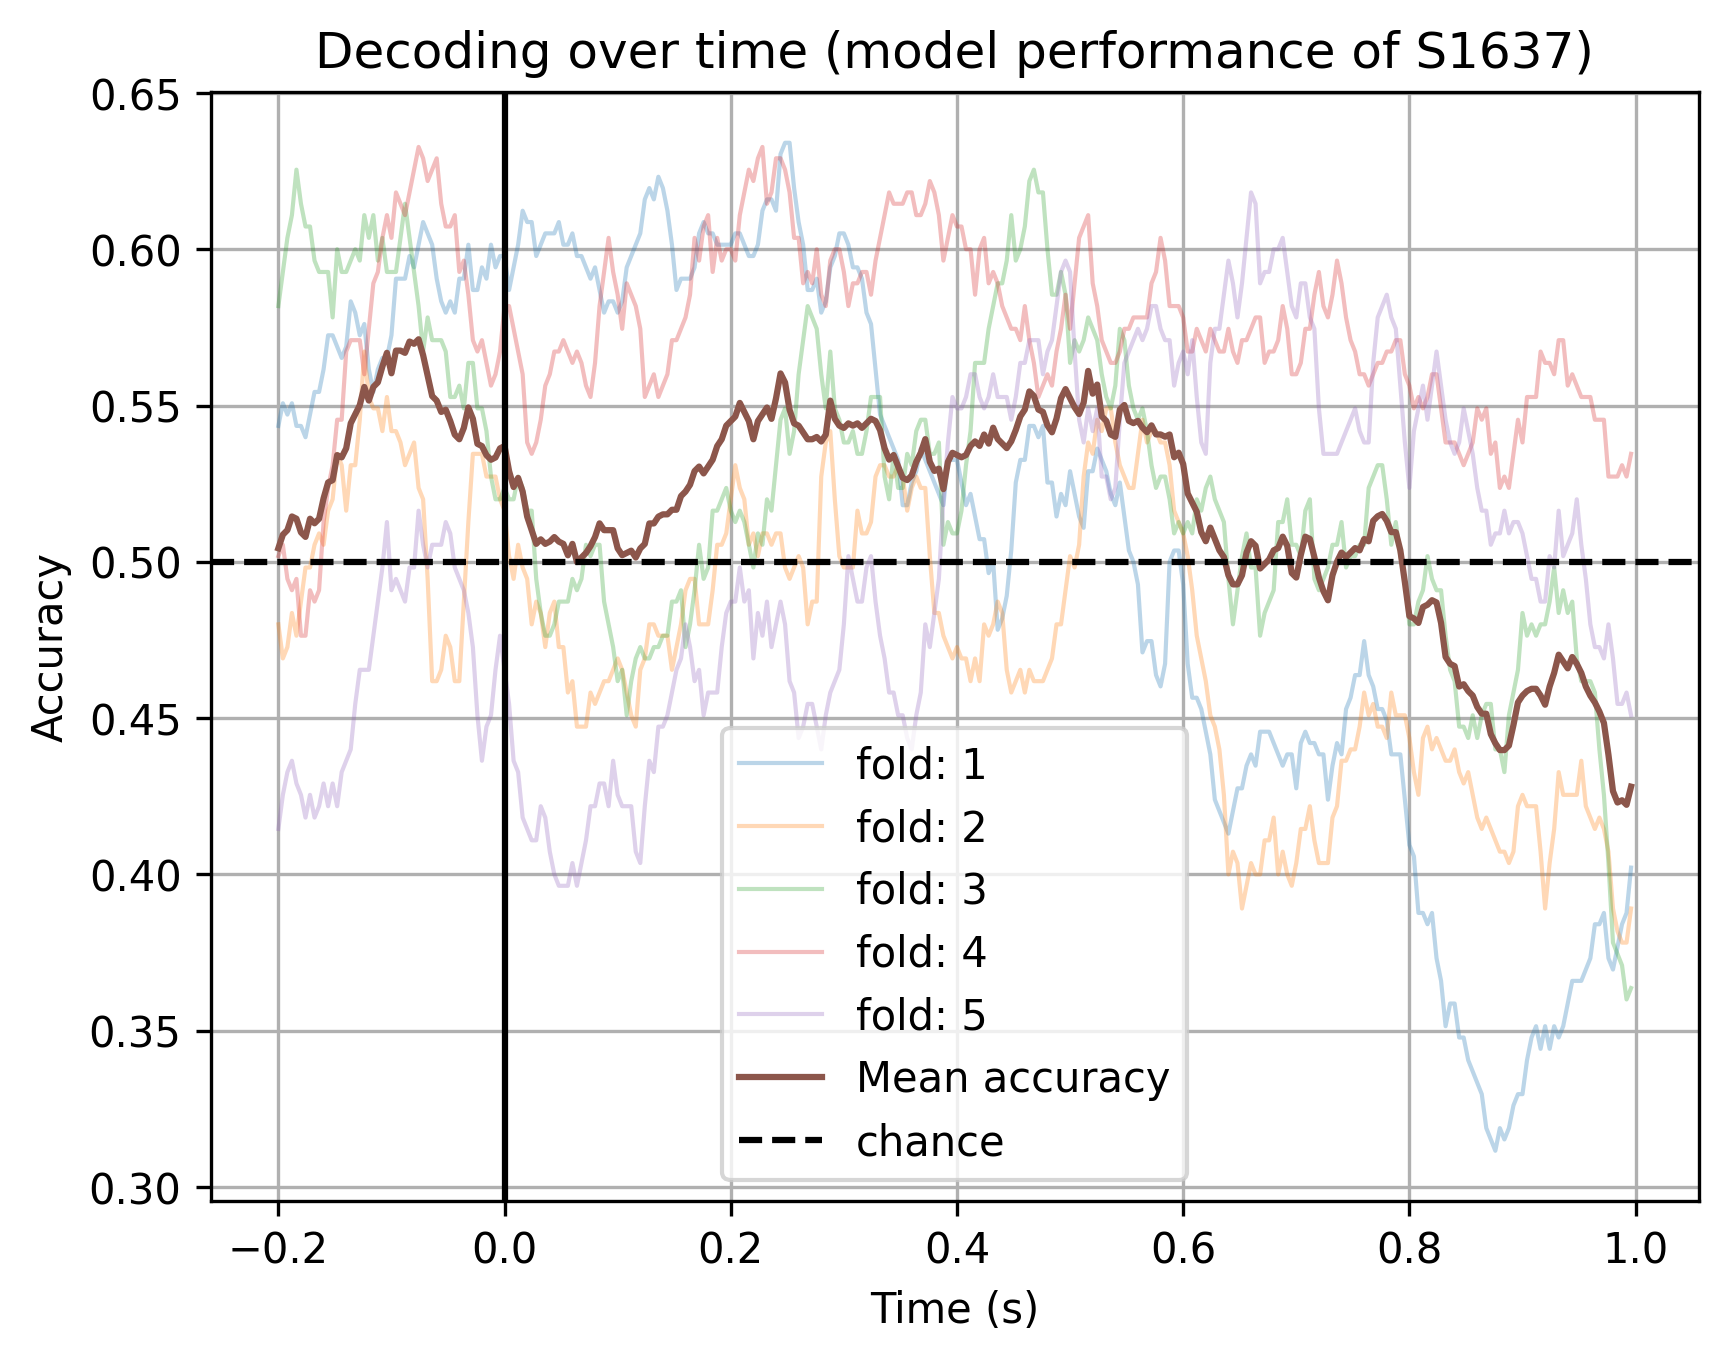 Decoding over time (model performance of S1637)
Accuracy
0.65
0.60
0.55
0.50
0.45
0.40
0.35
0.30
fold: 1
fold: 2
fold: 3
fold: 4
fold: 5
Mean accuracy
chance
−0.2 0.0 0.2 0.4 0.6 0.8 1.0
Time (s)